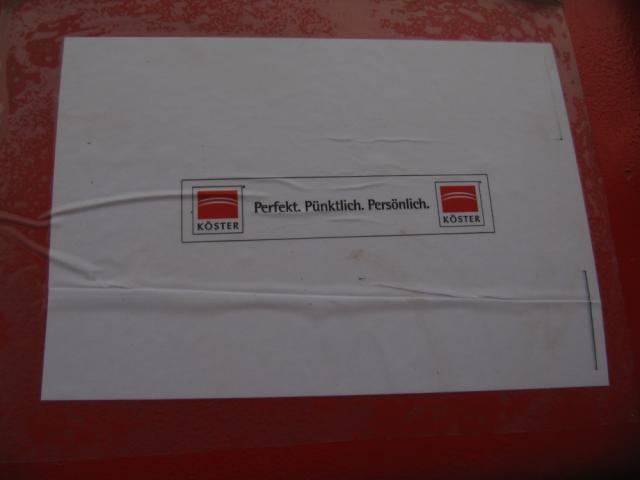 KÖSTER
Perfekt. Pünktlich. Persönlich.
KÖSTER